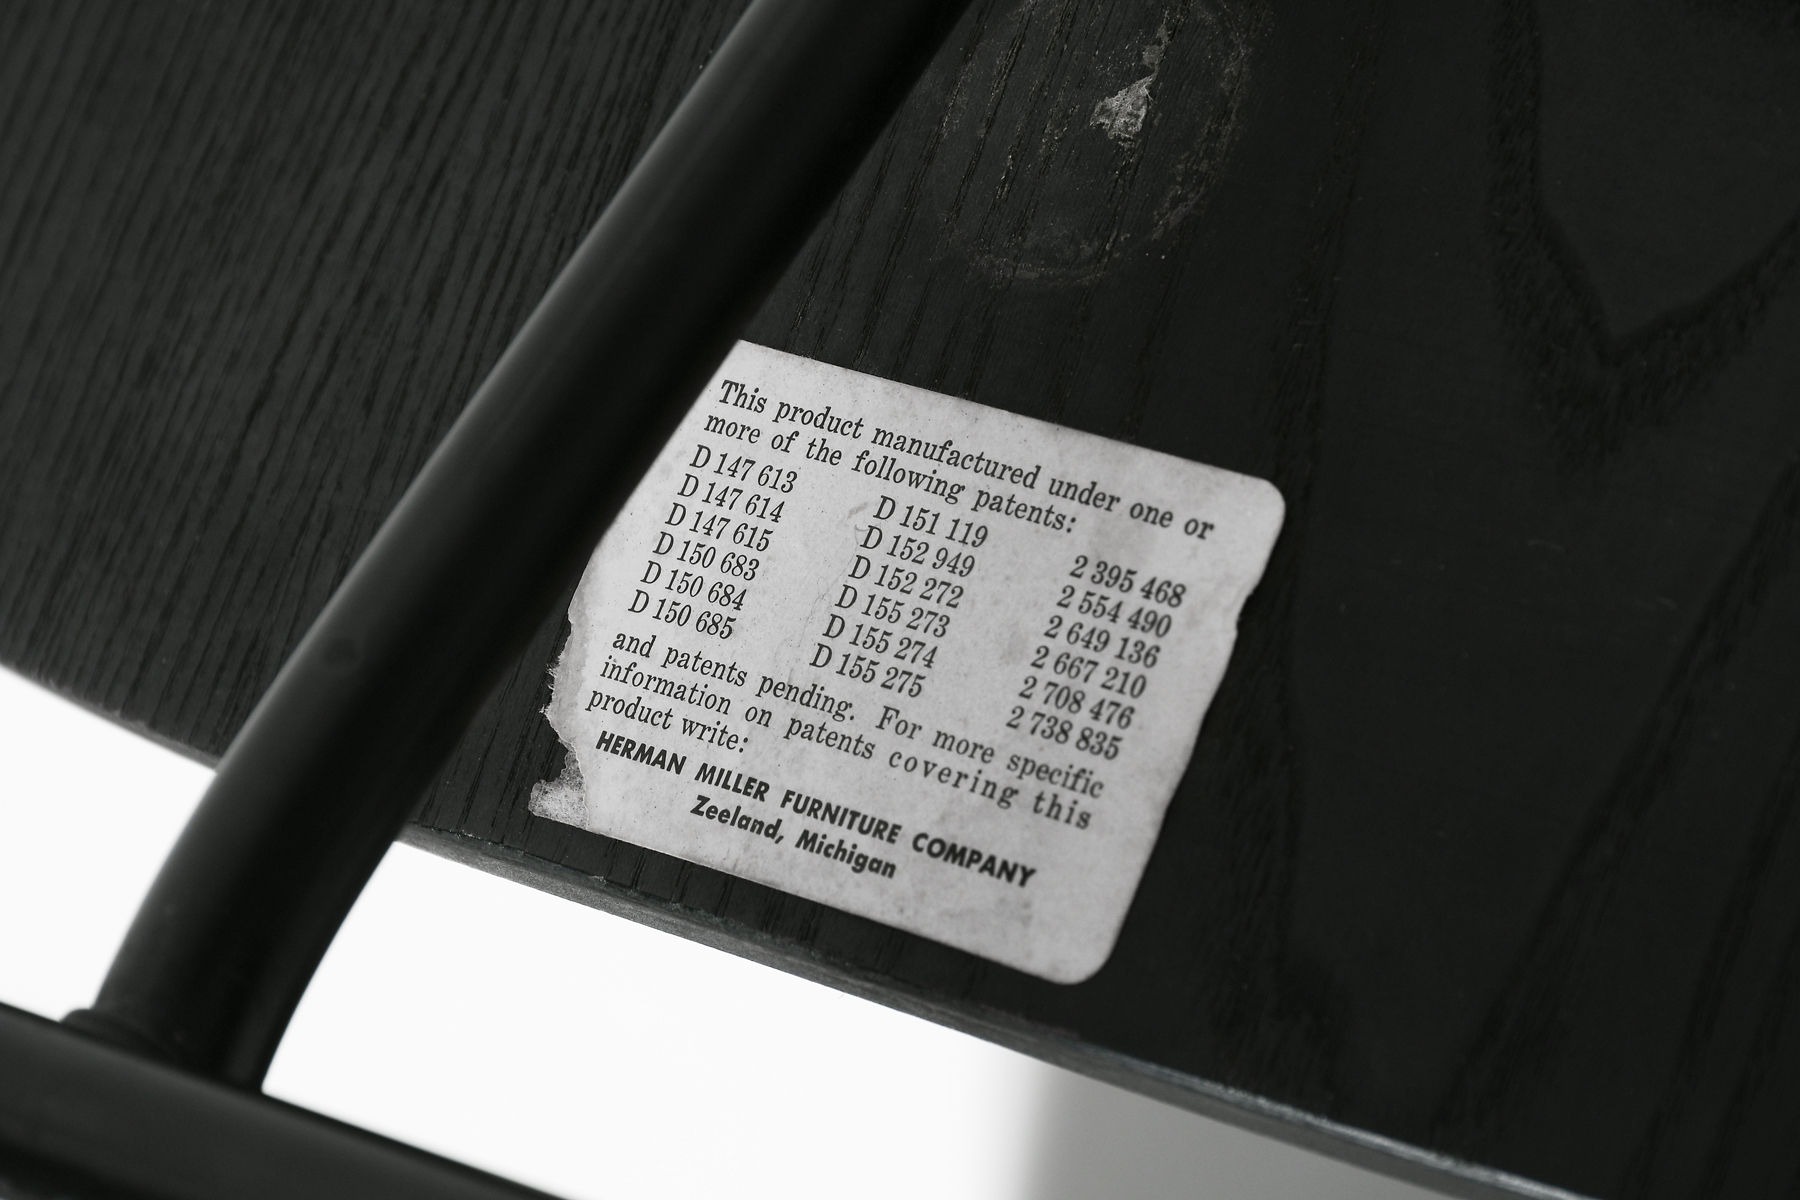 This product manufactured under one or
more of the following patents:
D 147 613 D 151 119 2 395 468
D 147 614 D 152 949 2 554 490
D 147 615 D 152 272 2 649 136
D 150 683 D 155 273 2 667 210
D 150 684 D 155 274 2 708 476
D 150 685 D 155 275 2 738 835
and patents pending. For more specific
information on patents covering this
product write:
HERMAN MILLER FURNITURE COMPANY
Zeeland, Michigan